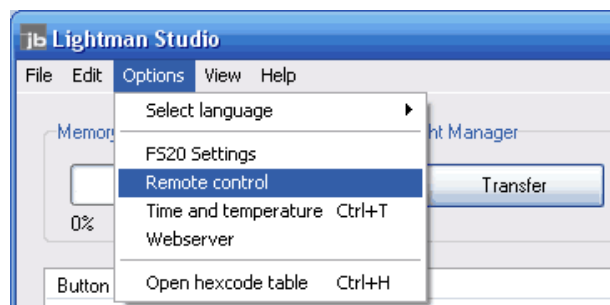 jb Lightman Studio
File Edit Options View Help
Select language
Memory ht Manager
FS20 Settings
Remote control
Transfer
Time and temperature Ctrl+T
0%
Webserver
Open hexcode table Ctrl+H
Button